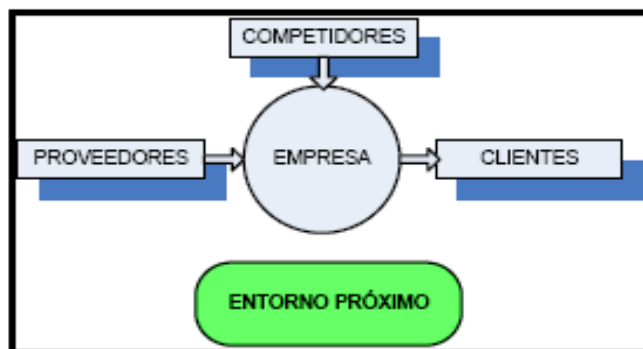 COMPETIDORES
PROVEEDORES
EMPRESA
CLIENTES
ENTORNO PRÓXIMO